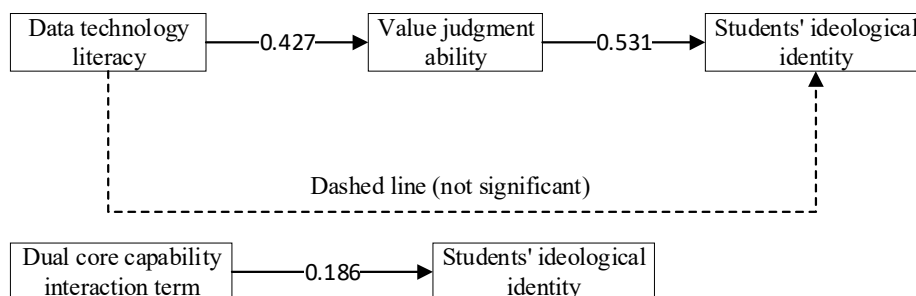 Data technology
literacy
0.427
Value judgment
ability
0.531
Students' ideological
identity
Dashed line (not significant)
Dual core capability
interaction term
0.186
Students' ideological
identity